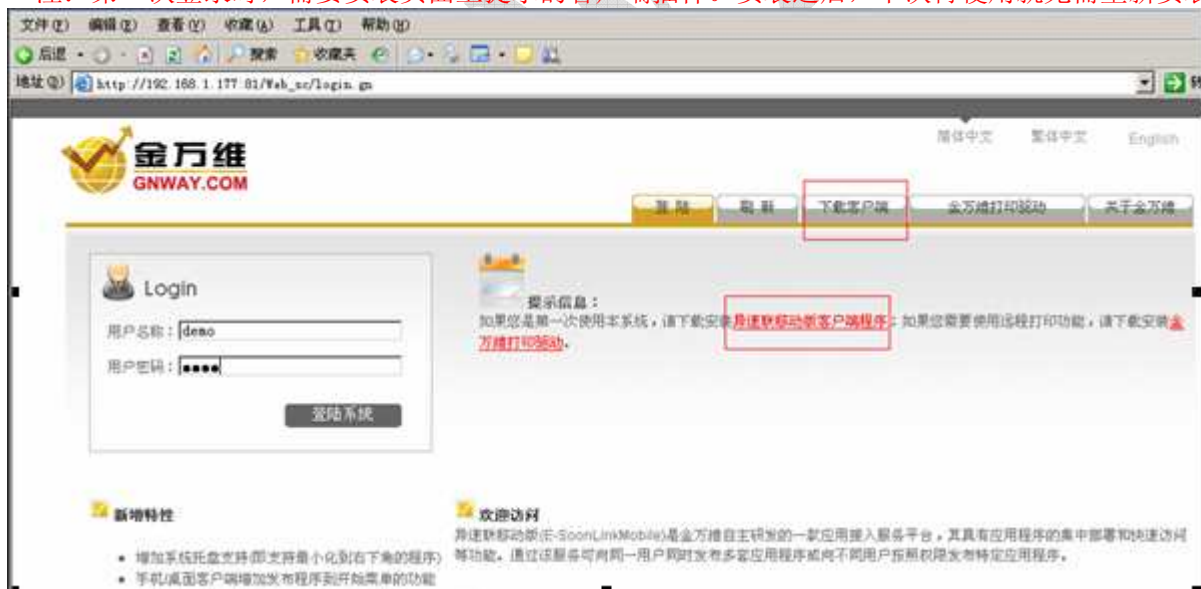 文件(F) 编辑(E) 查看(V) 收藏(A) 工具(T) 帮助(H)
后退 搜索 收藏夹
地址(D) http://192.168.1.177:81/Web_sc/login.gn 转
简体中文 繁体中文 English
金万维
GNWAY.COM
登陆 刷新 下载客户端 金万维打印驱动 关于金万维
Login
用户名称：demo
用户密码：●●●●
登陆系统
提示信息：
如果您是第一次使用本系统，请下载安装异速联移动版客户端程序；如果您需要使用远程打印功能，请下载安装金
万维打印驱动。
新增特性
增加系统托盘支持(即支持最小化到右下角的程序)
手机/桌面客户端增加发布程序到开始菜单的功能
欢迎访问
异速联移动版(E-SoonLinkMobile)是金万维自主研发的一款应用接入服务平台，其具有应用程序的集中部署和快速访问
等功能。通过该服务可向同一用户同时发布多套应用程序或向不同用户按照权限发布特定应用程序。